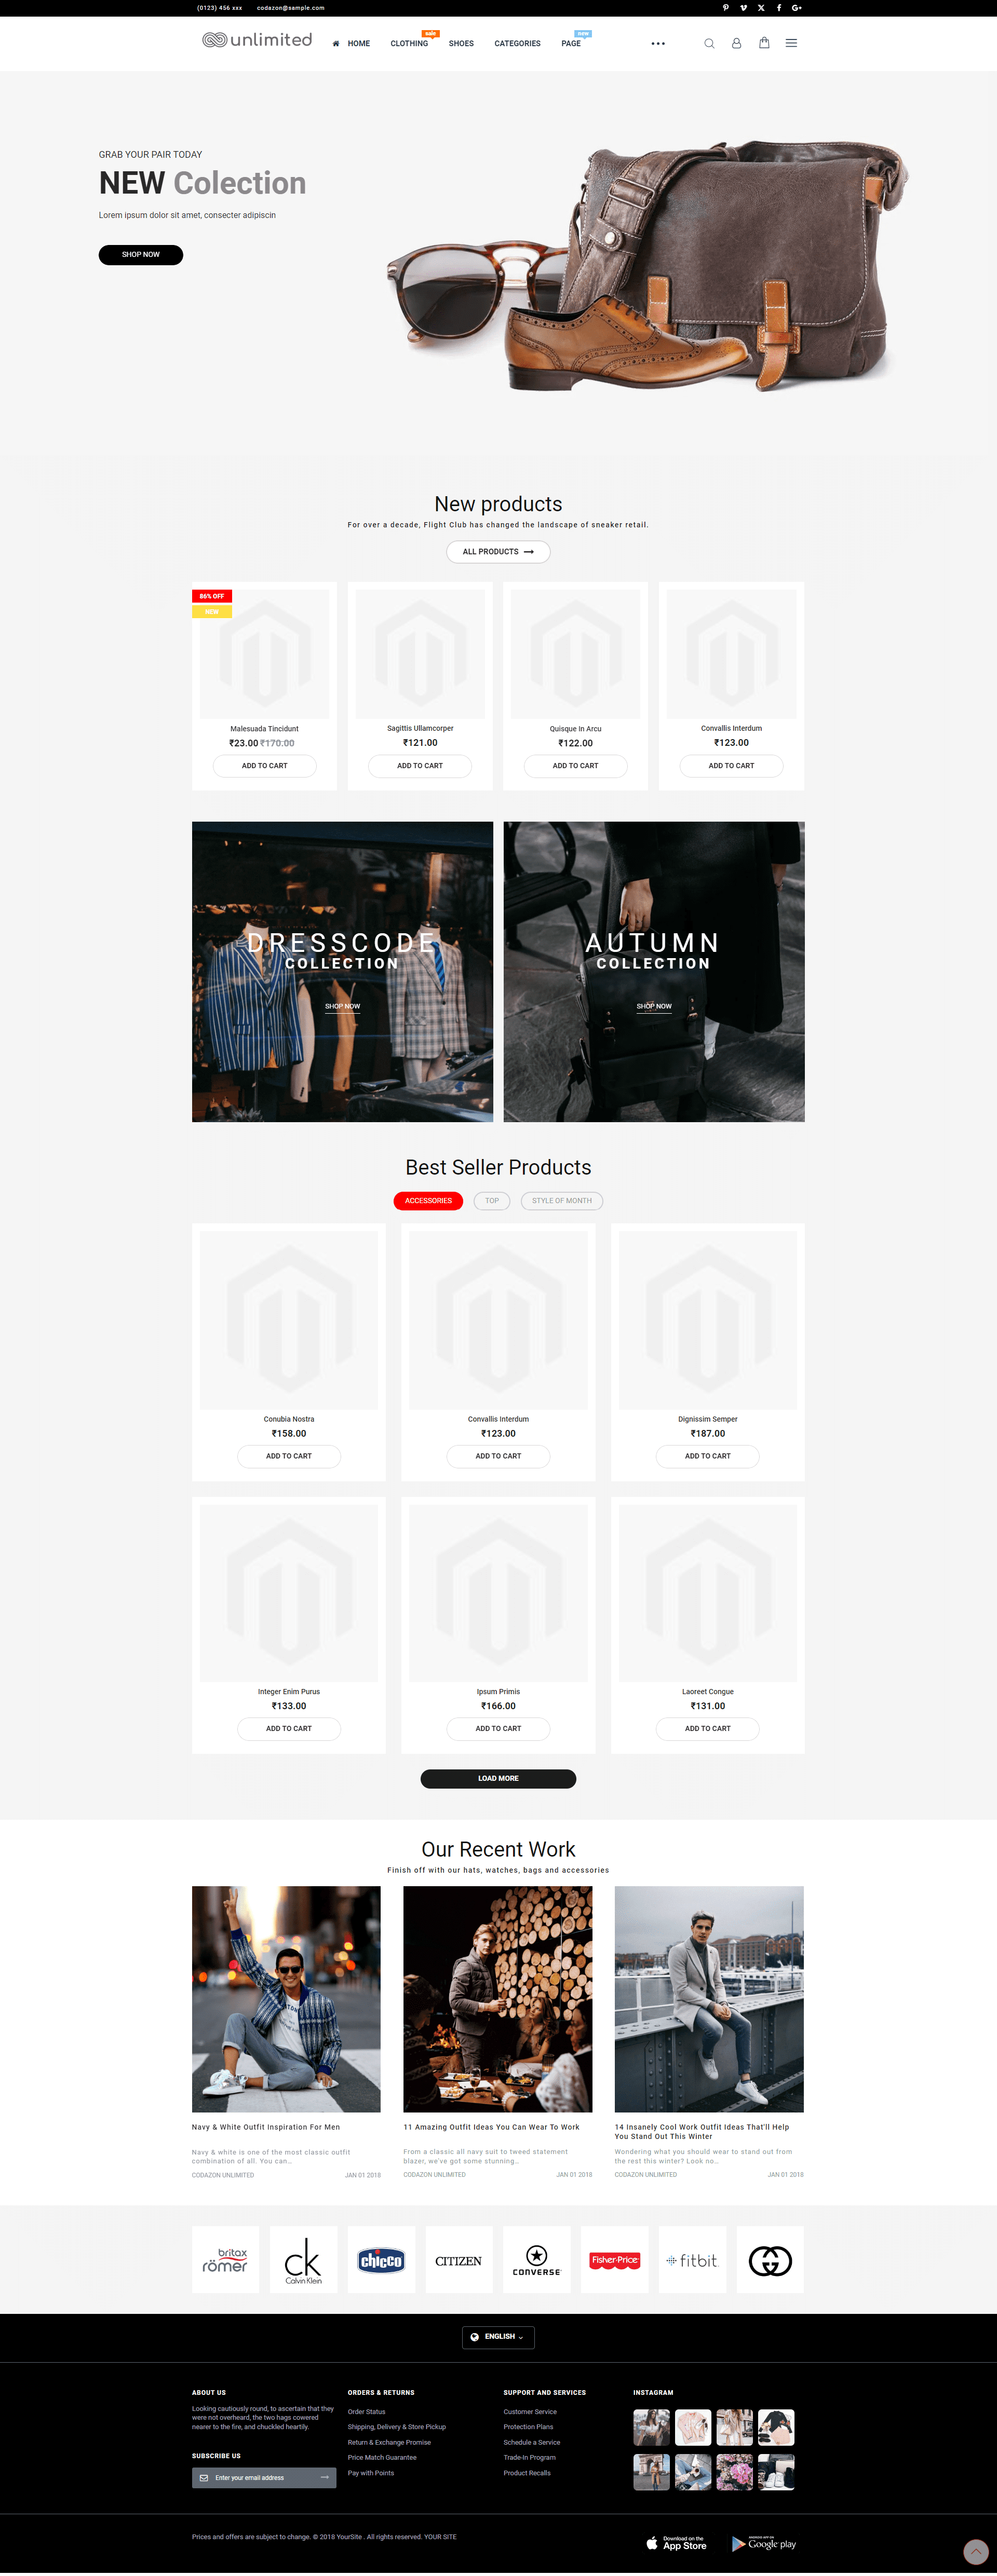 (0123) 456 xxx codazon@sample.com
unlimited
HOME CLOTHING SHOES CATEGORIES PAGE
sale
new
GRAB YOUR PAIR TODAY
NEW Colection
Lorem ipsum dolor sit amet, consecter adipiscin
SHOP NOW
New products
For over a decade, Flight Club has changed the landscape of sneaker retail.
ALL PRODUCTS
86% OFF
NEW
Malesuada Tincidunt
₹23.00 ₹170.00
ADD TO CART
Sagittis Ullamcorper
₹121.00
ADD TO CART
Quisque In Arcu
₹122.00
ADD TO CART
Convallis Interdum
₹123.00
ADD TO CART
DRESSCODE
COLLECTION
SHOP NOW
AUTUMN
COLLECTION
SHOP NOW
Best Seller Products
ACCESSORIES TOP STYLE OF MONTH
Conubia Nostra
₹158.00
ADD TO CART
Convallis Interdum
₹123.00
ADD TO CART
Dignissim Semper
₹187.00
ADD TO CART
Integer Enim Purus
₹133.00
ADD TO CART
Ipsum Primis
₹166.00
ADD TO CART
Laoreet Congue
₹131.00
ADD TO CART
LOAD MORE
Our Recent Work
Finish off with our hats, watches, bags and accessories
Navy & White Outfit Inspiration For Men
Navy & white is one of the most classic outfit
combination of all. You can...
CODAZON UNLIMITED JAN 01 2018
11 Amazing Outfit Ideas You Can Wear To Work
From a classic all navy suit to tweed statement
blazer, we've got some stunning...
CODAZON UNLIMITED JAN 01 2018
14 Insanely Cool Work Outfit Ideas That'll Help
You Stand Out This Winter
Wondering what you should wear to stand out from
the rest this winter? Look no...
CODAZON UNLIMITED JAN 01 2018
britax
römer
ck
Calvin Klein
chicco
CITIZEN
CONVERSE
Fisher-Price
fitbit
ENGLISH
ABOUT US
Looking cautiously round, to ascertain that they
were not overheard, the two hags cowered
nearer to the fire, and chuckled heartily.
SUBSCRIBE US
Enter your email address
ORDERS & RETURNS
Order Status
Shipping, Delivery & Store Pickup
Return & Exchange Promise
Price Match Guarantee
Pay with Points
SUPPORT AND SERVICES
Customer Service
Protection Plans
Schedule a Service
Trade-In Program
Product Recalls
INSTAGRAM
Prices and offers are subject to change. © 2018 YourSite . All rights reserved. YOUR SITE
Download on the
App Store
ANDROID APP ON
Google play